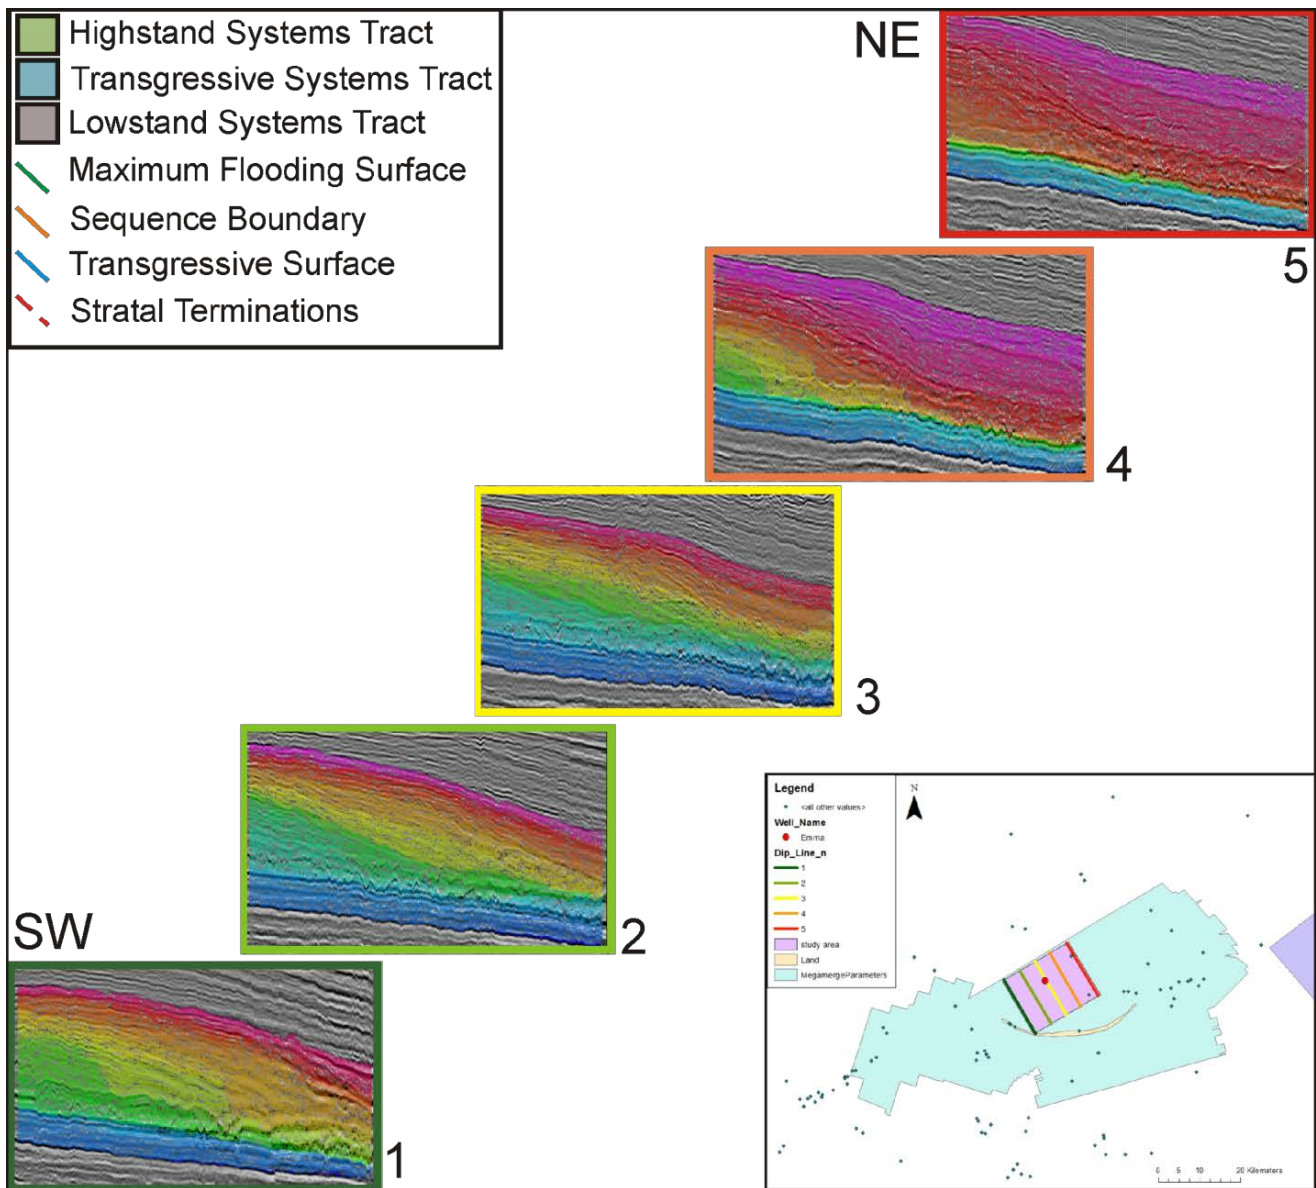 Highstand Systems Tract
Transgressive Systems Tract
Lowstand Systems Tract
Maximum Flooding Surface
Sequence Boundary
Transgressive Surface
Stratal Terminations
NE
5
4
3
2
SW
1
Legend
<all other values>
Well_Name
Emma
Dip_Line_n
1
2
3
4
5
study area
Land
MegamergeParameters
N
0 5 10 20 Kilometers